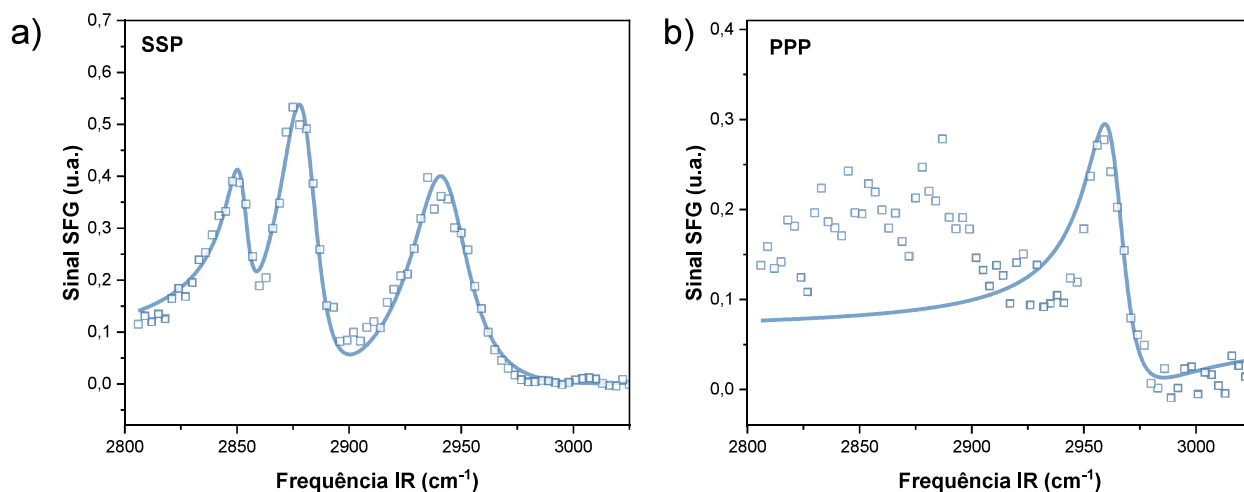 a)
SSP
0,7
0,6
0,5
0,4
0,3
0,2
0,1
0,0
Sinal SFG (u.a.)
2800
2850
2900
2950
3000
Frequência IR (cm⁻¹)
b)
PPP
0,4
0,3
0,2
0,1
0,0
Sinal SFG (u.a.)
2800
2850
2900
2950
3000
Frequência IR (cm⁻¹)